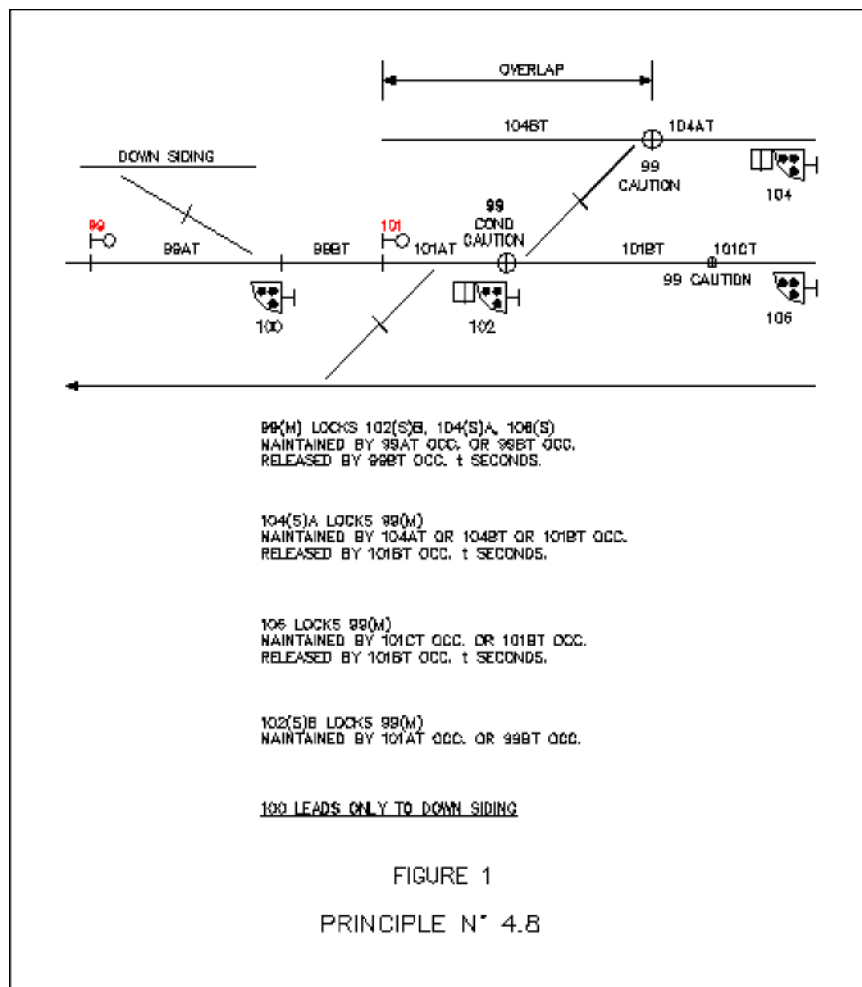 OVERLAP
104BT
104AT
DOWN SIDING
99
CAUTION
104
99
COND
CAUTION
99
101
99AT
99BT
101AT
101BT
101CT
99 CAUTION
100
102
106
99(M) LOCKS 102(S)B, 104(S)A, 106(S)
MAINTAINED BY 99AT OCC. OR 99BT OCC.
RELEASED BY 99BT OCC. t SECONDS.
104(S)A LOCKS 99(M)
MAINTAINED BY 104AT OR 104BT OR 101BT OCC.
RELEASED BY 101BT OCC. t SECONDS.
106 LOCKS 99(M)
MAINTAINED BY 101CT OCC. OR 101BT OCC.
RELEASED BY 101BT OCC. t SECONDS.
102(S)B LOCKS 99(M)
MAINTAINED BY 101AT OCC. OR 99BT OCC.
100 LEADS ONLY TO DOWN SIDING
FIGURE 1
PRINCIPLE N° 4.8